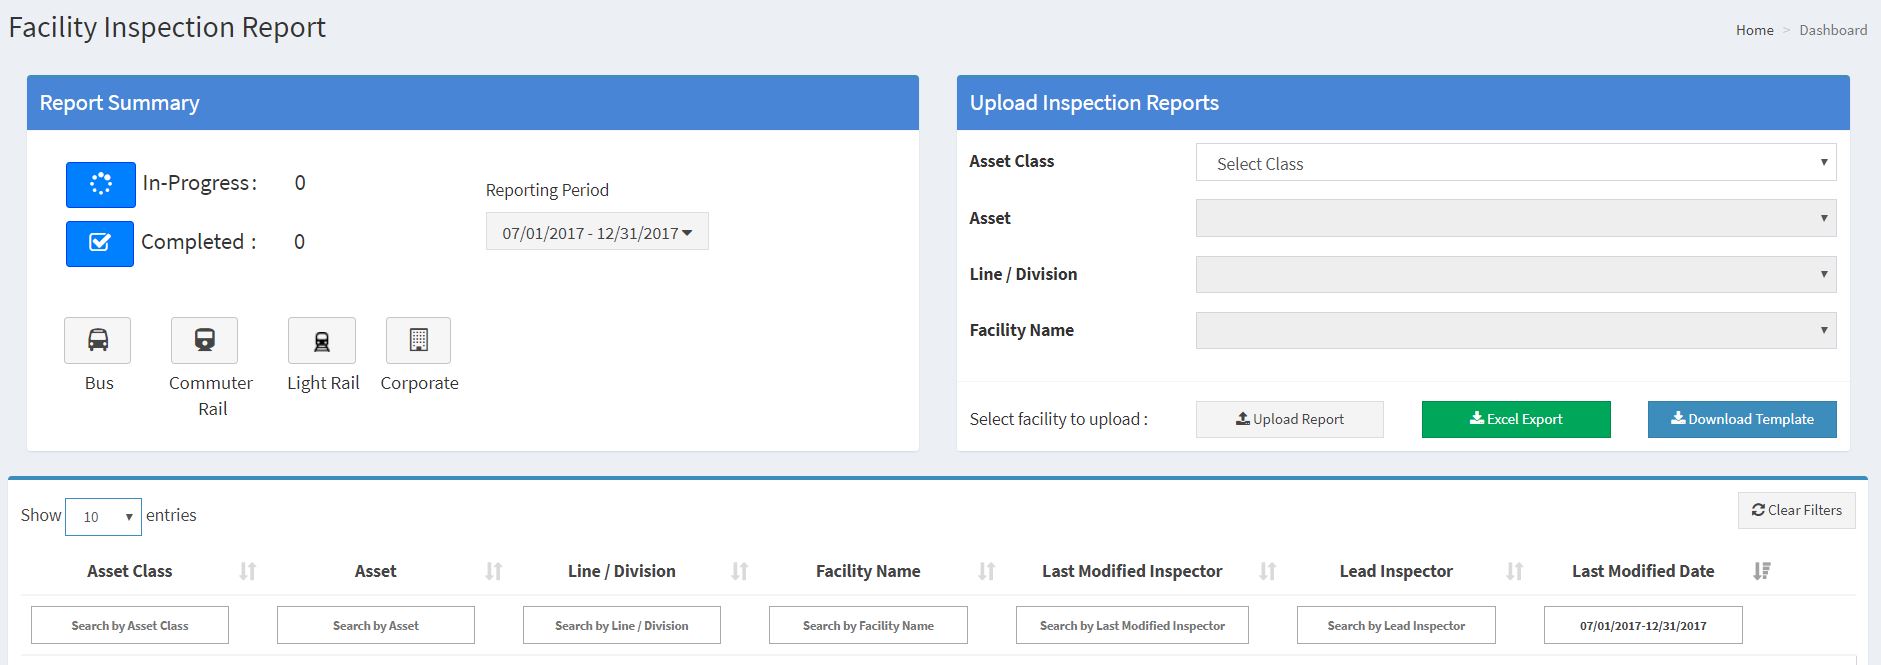 Facility Inspection Report
Home > Dashboard
Report Summary
In-Progress: 0
Completed : 0
Reporting Period
07/01/2017 - 12/31/2017
Bus
Commuter
Rail
Light Rail
Corporate
Upload Inspection Reports
Asset Class
Select Class
Asset
Line / Division
Facility Name
Select facility to upload :
Upload Report
Excel Export
Download Template
Show 10 entries
Clear Filters
Asset Class
Asset
Line / Division
Facility Name
Last Modified Inspector
Lead Inspector
Last Modified Date
Search by Asset Class
Search by Asset
Search by Line / Division
Search by Facility Name
Search by Last Modified Inspector
Search by Lead Inspector
07/01/2017-12/31/2017